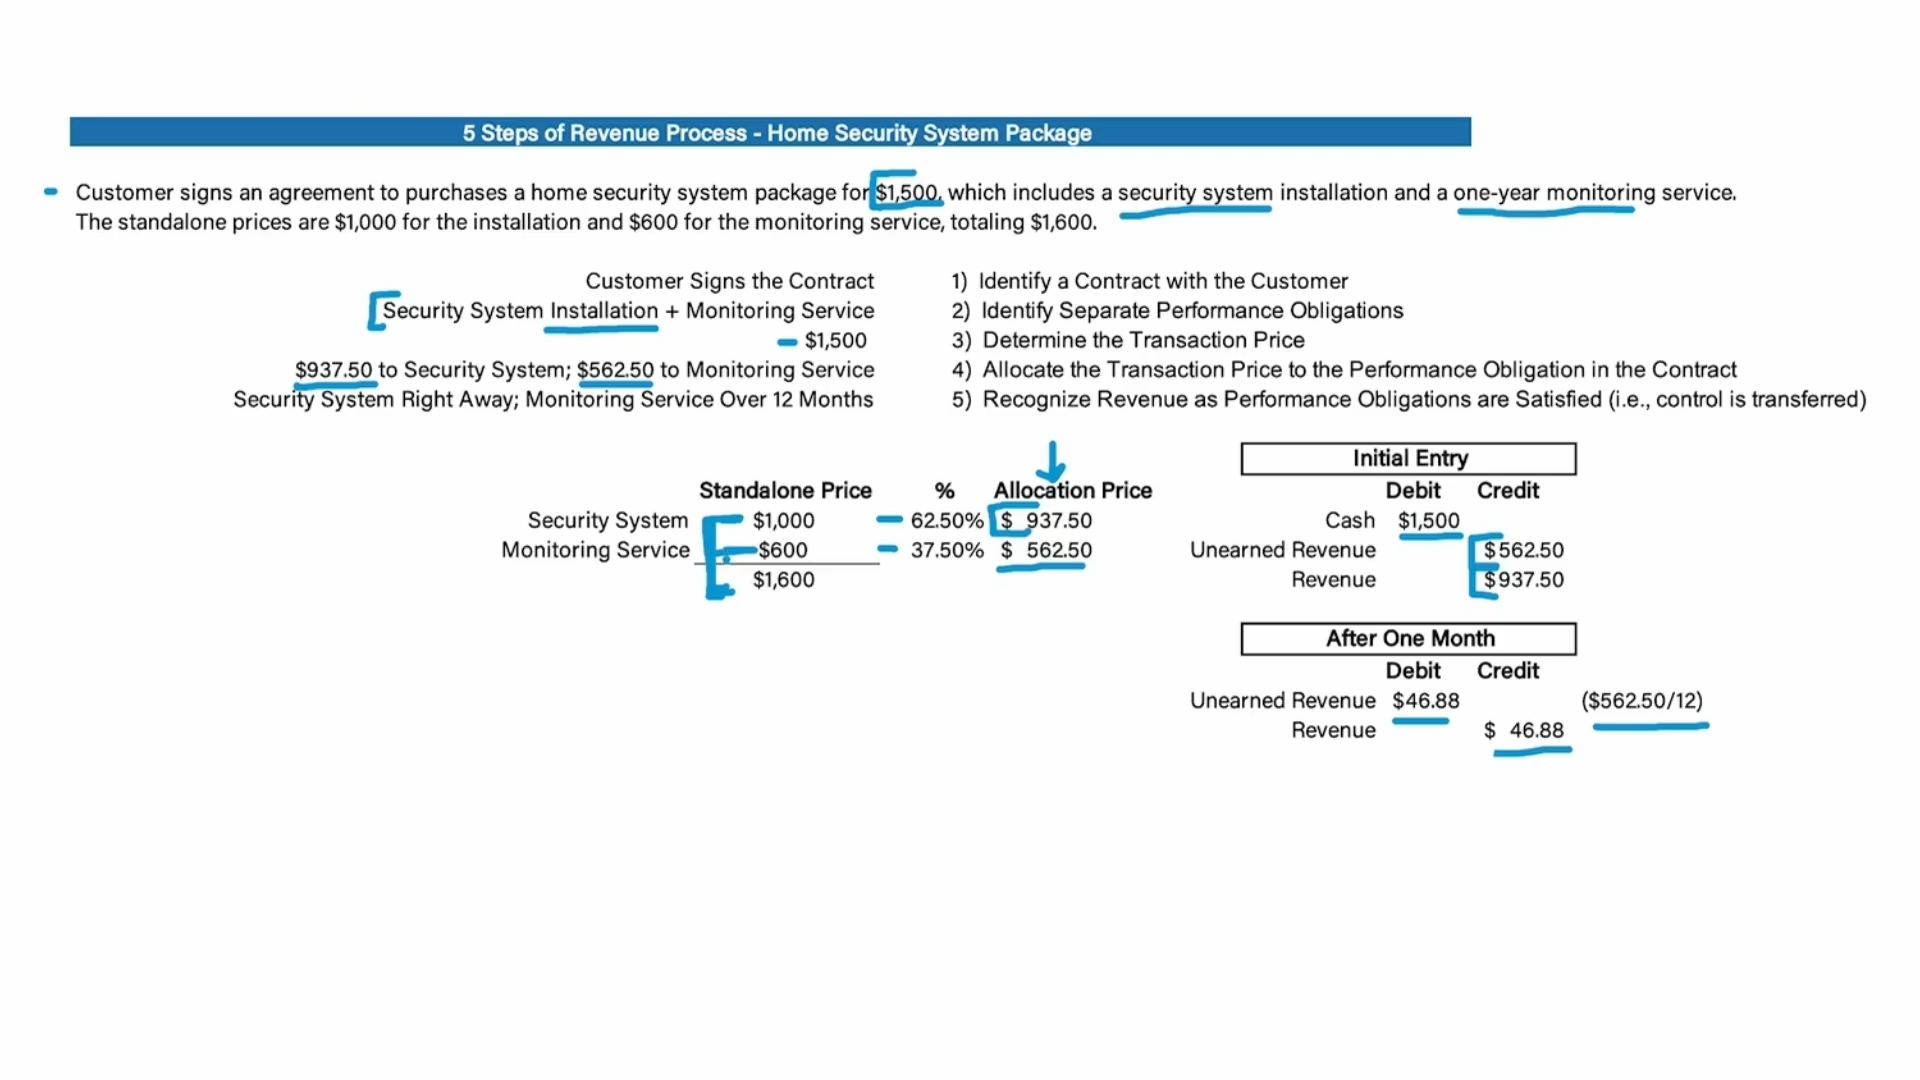 5 Steps of Revenue Process - Home Security System Package
Customer signs an agreement to purchases a home security system package for $1,500, which includes a security system installation and a one-year monitoring service.
The standalone prices are $1,000 for the installation and $600 for the monitoring service, totaling $1,600.
Customer Signs the Contract 1) Identify a Contract with the Customer
Security System Installation + Monitoring Service 2) Identify Separate Performance Obligations
$1,500 3) Determine the Transaction Price
$937.50 to Security System; $562.50 to Monitoring Service 4) Allocate the Transaction Price to the Performance Obligation in the Contract
Security System Right Away; Monitoring Service Over 12 Months 5) Recognize Revenue as Performance Obligations are Satisfied (i.e., control is transferred)
Standalone Price % Allocation Price
Security System $1,000 62.50% $ 937.50
Monitoring Service $600 37.50% $ 562.50
$1,600
Initial Entry
Debit Credit
Cash $1,500
Unearned Revenue $562.50
Revenue $937.50
After One Month
Debit Credit
Unearned Revenue $46.88 ($562.50/12)
Revenue $ 46.88